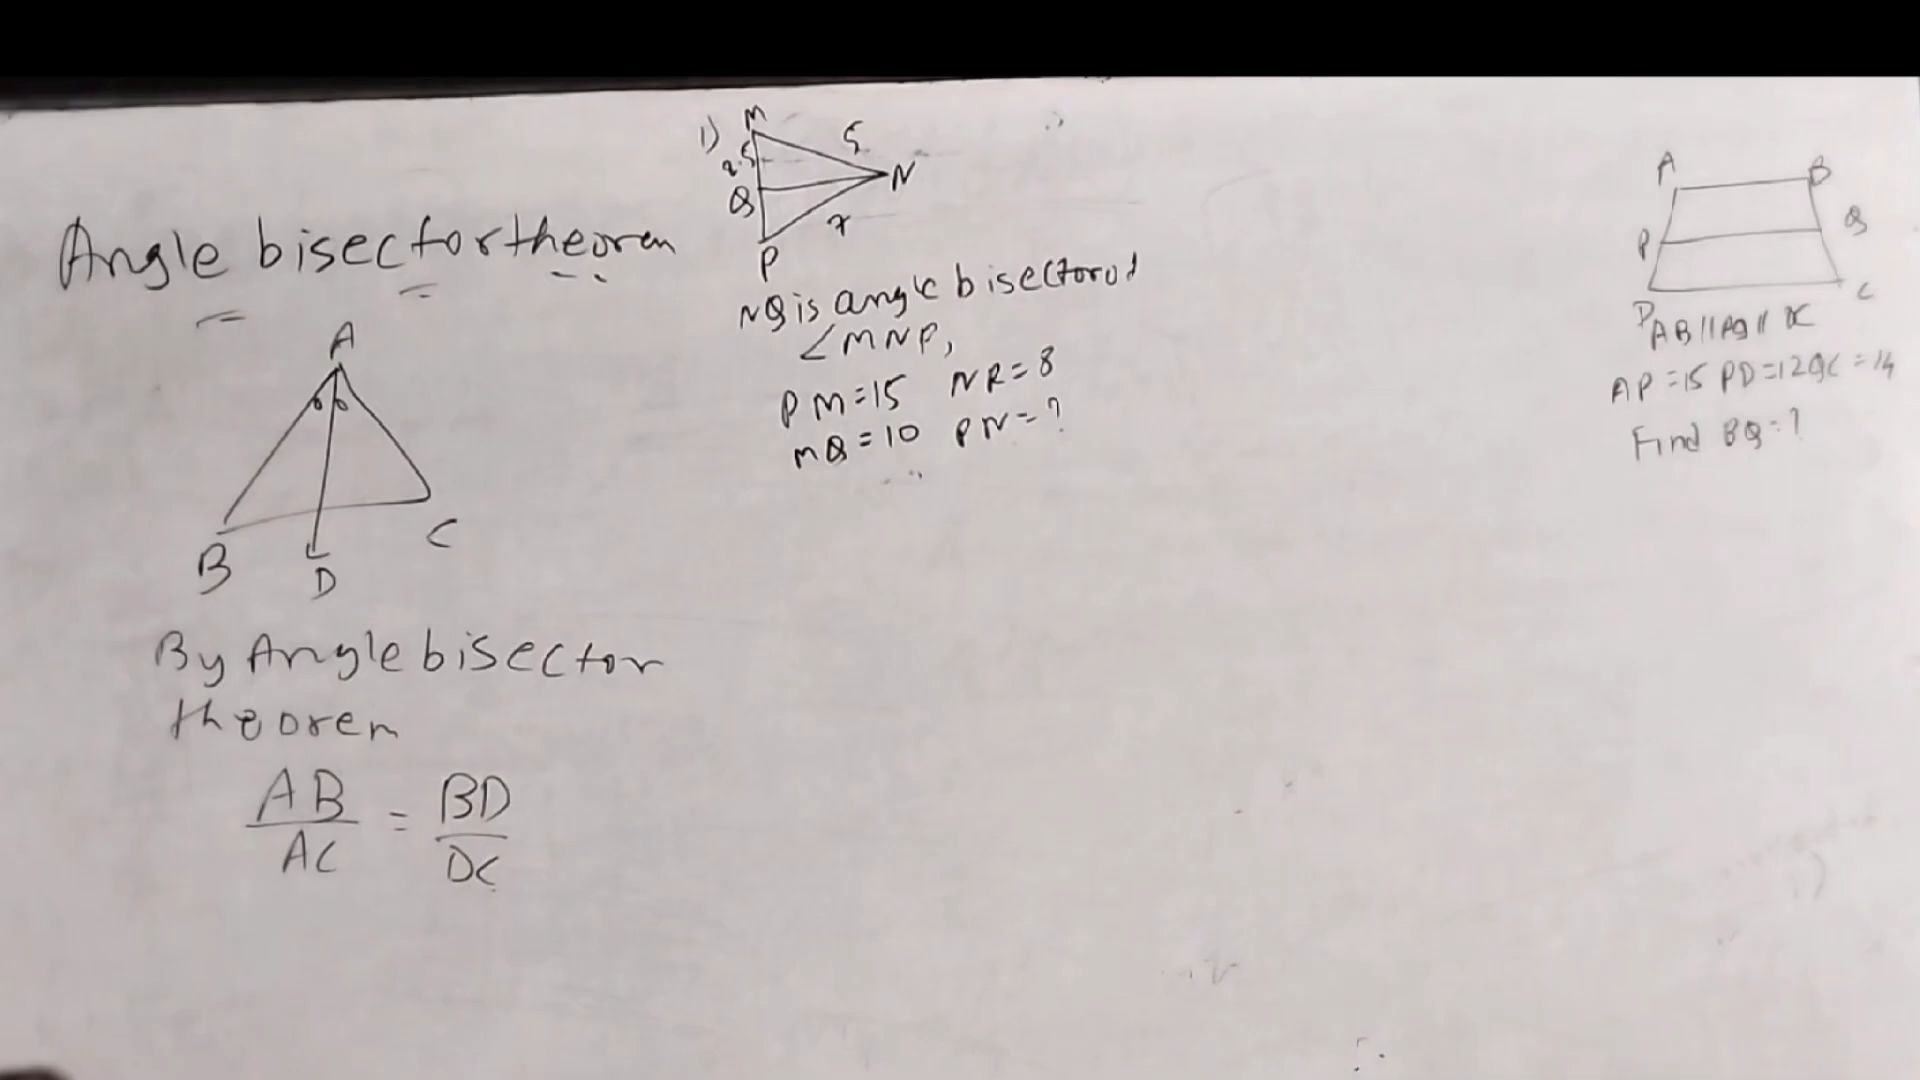 Angle bisector theorem
A
B
D
C
By Angle bisector
theorem
AB/AC = BD/DC
1)
M
5
2.5
N
Q
7
P
NQ is angle bisector of
∠MNP,
PM=15 NR=8
MQ=10 PN=?
A
B
P
Q
D
C
AB||PQ||DC
AP=15 PD=12 QC=14
Find BQ=?